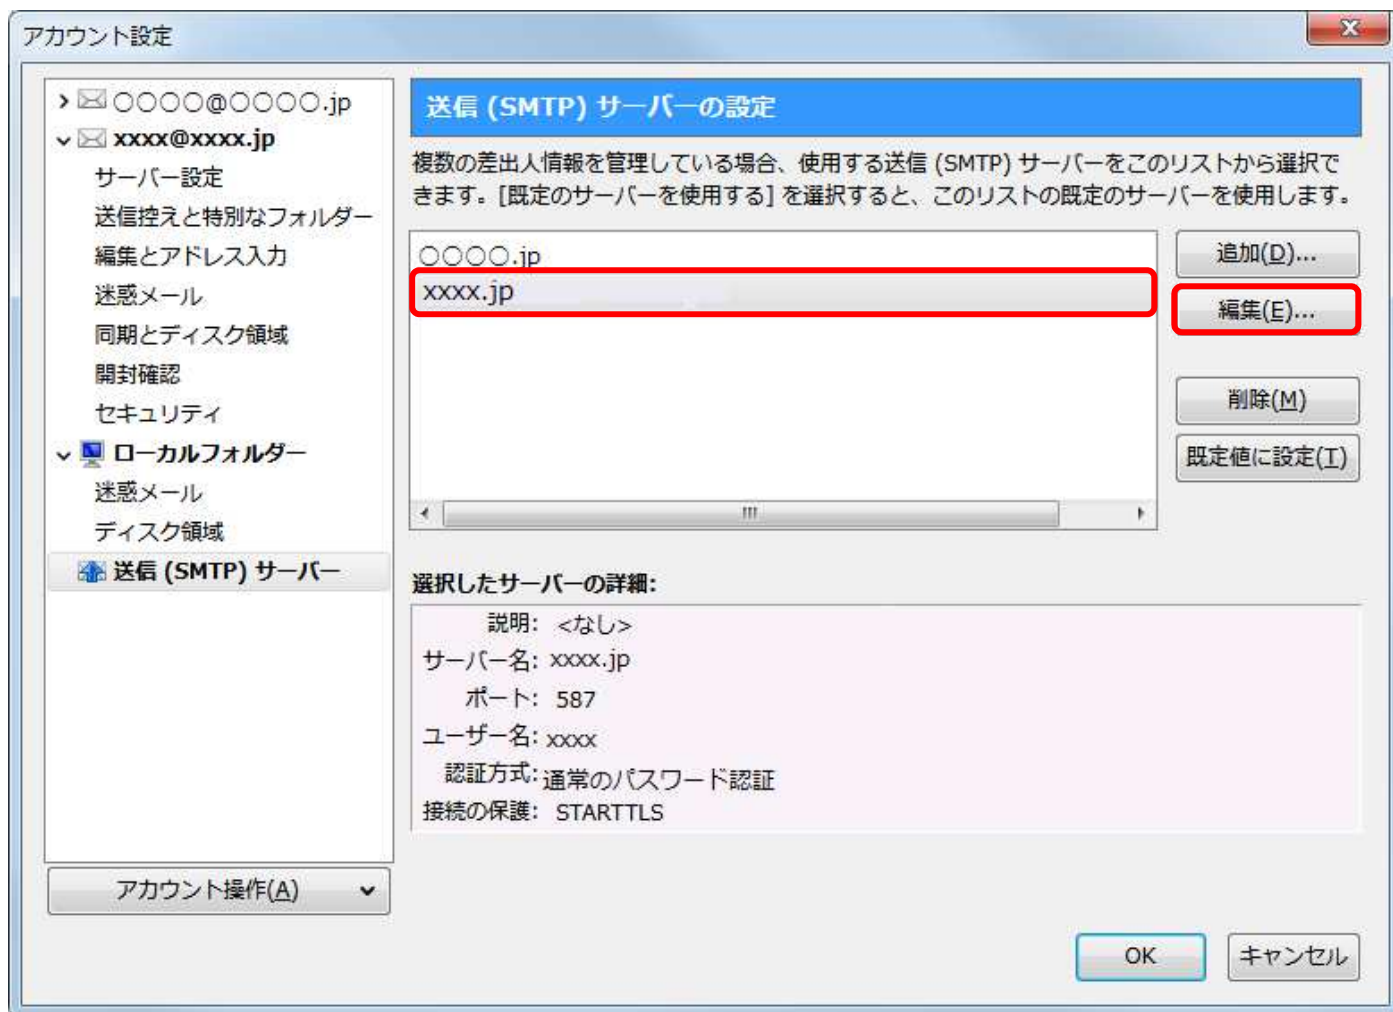 アカウント設定
○○○○@○○○○.jp
xxxx@xxxx.jp
サーバー設定
送信控えと特別なフォルダー
編集とアドレス入力
迷惑メール
同期とディスク領域
開封確認
セキュリティ
ローカルフォルダー
迷惑メール
ディスク領域
送信 (SMTP) サーバー
アカウント操作(A)
送信 (SMTP) サーバーの設定
複数の差出人情報を管理している場合、使用する送信 (SMTP) サーバーをこのリストから選択で
きます。[既定のサーバーを使用する] を選択すると、このリストの既定のサーバーを使用します。
○○○○.jp
xxxx.jp
追加(D)...
編集(E)...
削除(M)
既定値に設定(T)
選択したサーバーの詳細:
説明: <なし>
サーバー名: xxxx.jp
ポート: 587
ユーザー名: xxxx
認証方式: 通常のパスワード認証
接続の保護: STARTTLS
OK
キャンセル